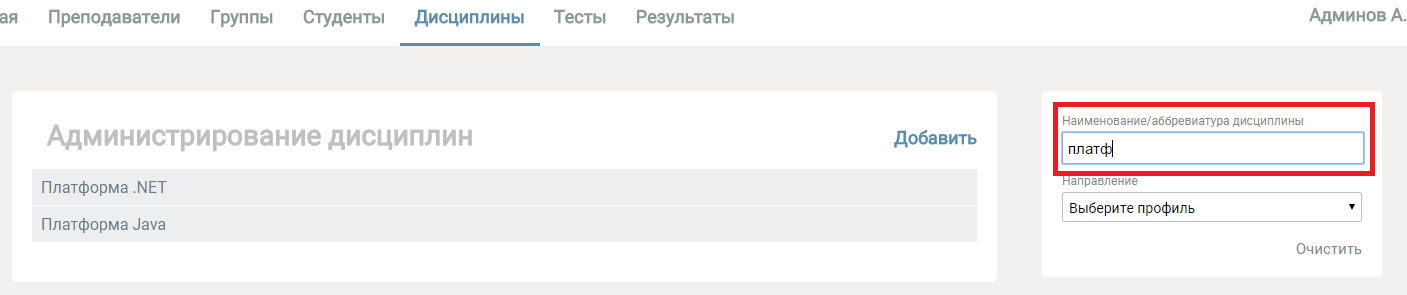 ая Преподаватели Группы Студенты Дисциплины Тесты Результаты Админов А.
Администрирование дисциплин
Добавить
Платформа .NET
Платформа Java
Наименование/аббревиатура дисциплины
платф
Направление
Выберите профиль
Очистить